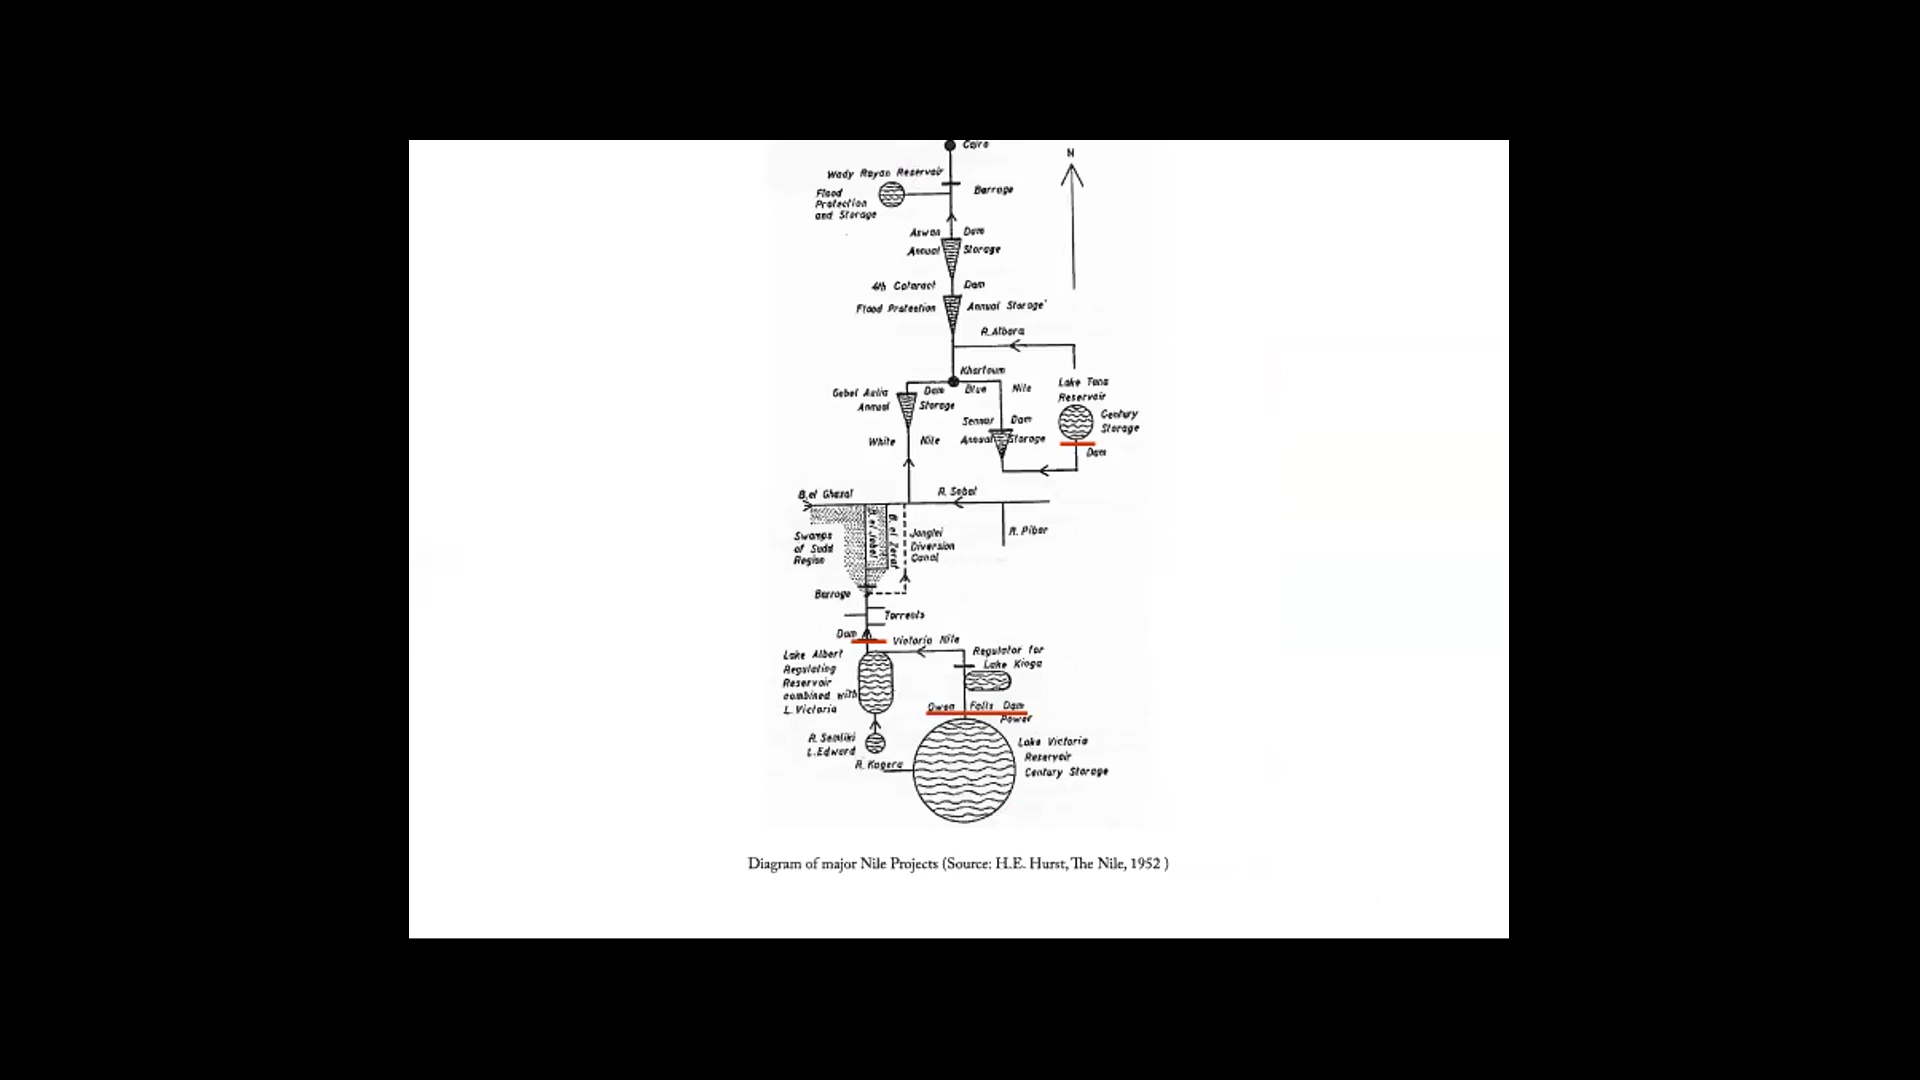 Cairo
N
Wady Rayan Reservoir
Flood
Protection
and Storage
Barrage
Aswan Dam
Annual Storage
4th Cataract Dam
Flood Protection Annual Storage
R. Atbara
Khartoum
Gebel Aulia Dam
Annual Storage
Blue Nile
Lake Tana
Reservoir
Century
Storage
Dam
Sennar Dam
Annual Storage
White Nile
B. el Ghazal
R. Sobat
R. Pibor
Swamps
of Sudd
Region
B. el Jebel
B. el Zeraf
Jonglei
Diversion
Canal
Barrage
Torrents
Dam
Victoria Nile
Lake Albert
Regulating
Reservoir
combined with
L. Victoria
Regulator for
Lake Kioga
Owen Falls Dam
Power
R. Semliki
L. Edward
R. Kagera
Lake Victoria
Reservoir
Century Storage
Diagram of major Nile Projects (Source: H.E. Hurst, The Nile, 1952 )